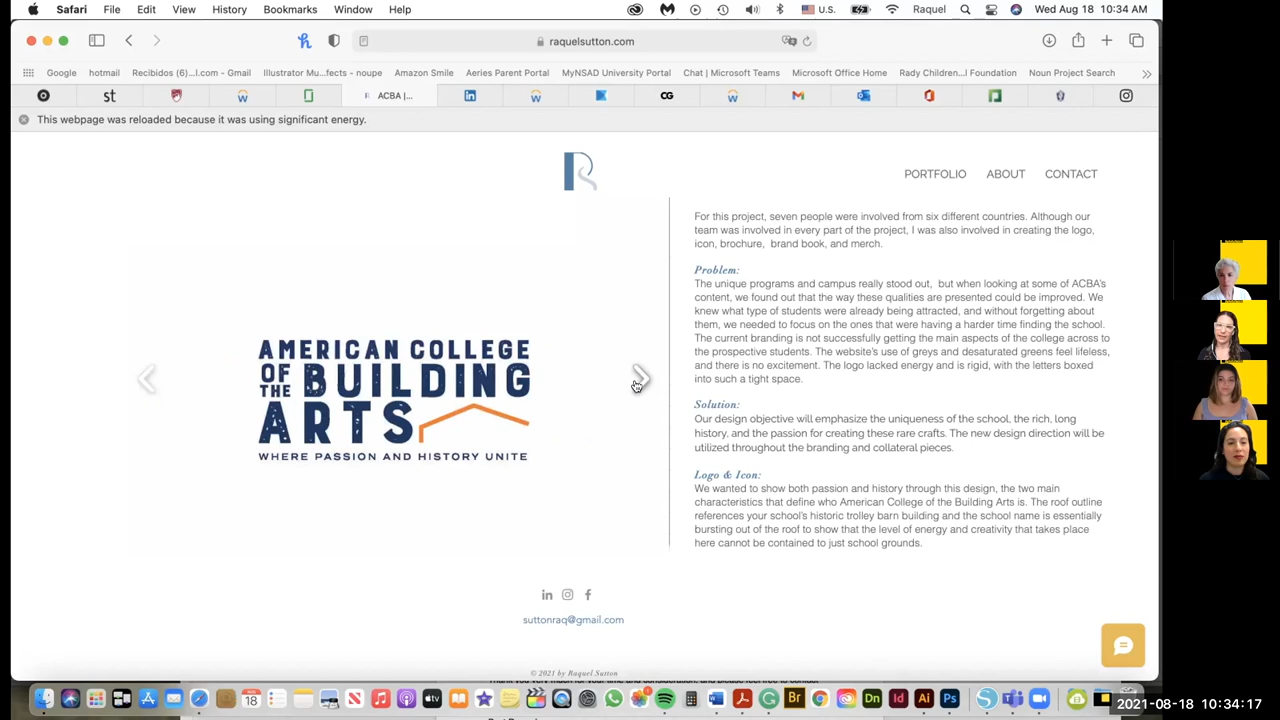 Safari File Edit View History Bookmarks Window Help U.S. Raquel Wed Aug 18 10:34 AM
raquelsutton.com
Google hotmail Recibidos (6)...l.com - Gmail Illustrator Mu...fects - noupe Amazon Smile Aeries Parent Portal MyNSAD University Portal Chat | Microsoft Teams Microsoft Office Home Rady Children...l Foundation Noun Project Search
st ACBA |... CG
This webpage was reloaded because it was using significant energy.
PORTFOLIO ABOUT CONTACT
For this project, seven people were involved from six different countries. Although our
team was involved in every part of the project, I was also involved in creating the logo,
icon, brochure, brand book, and merch.
Problem:
The unique programs and campus really stood out, but when looking at some of ACBA's
content, we found out that the way these qualities are presented could be improved. We
knew what type of students were already being attracted, and without forgetting about
them, we needed to focus on the ones that were having a harder time finding the school.
The current branding is not successfully getting the main aspects of the college across to
the prospective students. The website's use of greys and desaturated greens feel lifeless,
and there is no excitement. The logo lacked energy and is rigid, with the letters boxed
into such a tight space.
Solution:
Our design objective will emphasize the uniqueness of the school, the rich, long
history, and the passion for creating these rare crafts. The new design direction will be
utilized throughout the branding and collateral pieces.
Logo & Icon:
We wanted to show both passion and history through this design, the two main
characteristics that define who American College of the Building Arts is. The roof outline
references your school's historic trolley barn building and the school name is essentially
bursting out of the roof to show that the level of energy and creativity that takes place
here cannot be contained to just school grounds.
AMERICAN COLLEGE
OF THE BUILDING
ARTS
WHERE PASSION AND HISTORY UNITE
suttonraq@gmail.com
© 2021 by Raquel Sutton
AUG 18 tv Br Dn Id Ai Ps
2021-08-18 10:34:17